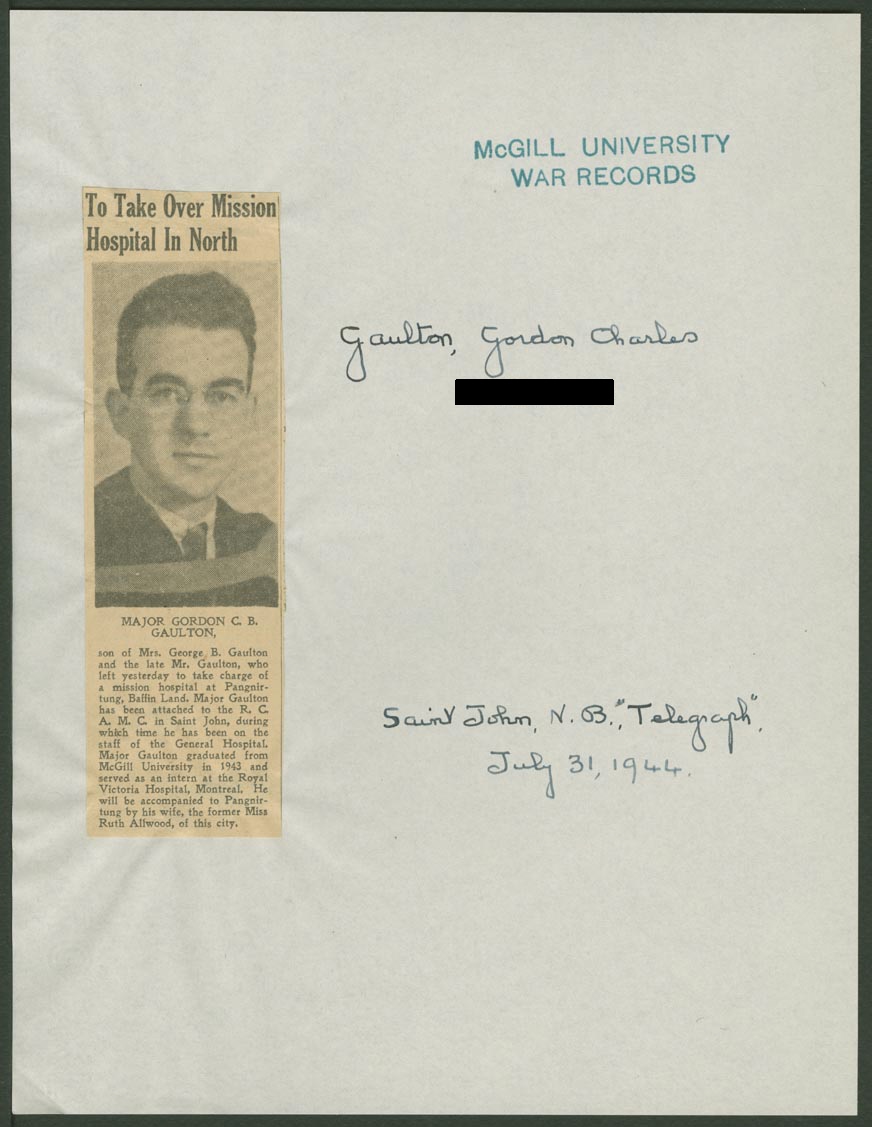 McGILL UNIVERSITY
WAR RECORDS
To Take Over Mission
Hospital In North
Gaulton, Gordon Charles
MAJOR GORDON C. B.
GAULTON,
son of Mrs. George B. Gaulton
and the late Mr. Gaulton, who
left yesterday to take charge of
a mission hospital at Pangnir-
tung, Baffin Land. Major Gaulton
has been attached to the R. C.
A. M. C. in Saint John, during
which time he has been on the
staff of the General Hospital.
Major Gaulton graduated from
McGill University in 1943 and
served as an intern at the Royal
Victoria Hospital, Montreal. He
will be accompanied to Pangnir-
tung by his wife, the former Miss
Ruth Allwood, of this city.
Saint John, N. B., "Telegraph",
July 31, 1944.